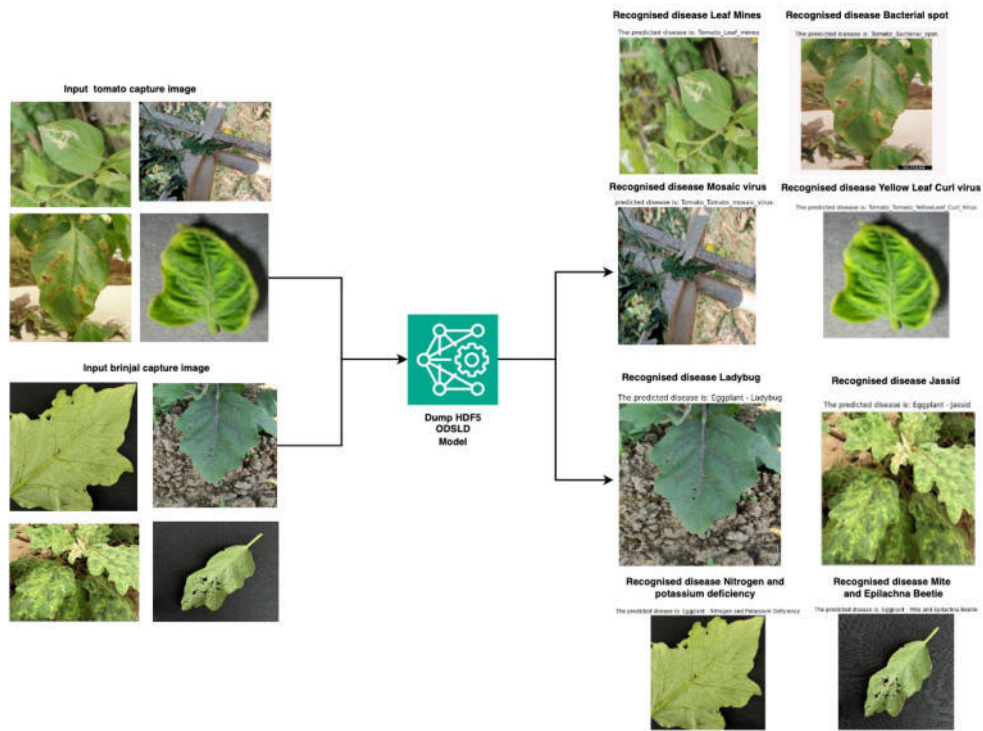 Input tomato capture image
Input brinjal capture image
Dump HDF5
ODSLD
Model
Recognised disease Leaf Mines
The predicted disease is: Tomato_Leaf_mines
Recognised disease Bacterial spot
The predicted disease is: Tomato_Bacterial_spot
Recognised disease Mosaic virus
predicted disease is: Tomato_Tomato_mosaic_virus
Recognised disease Yellow Leaf Curl virus
The predicted disease is: Tomato_Tomato_YellowLeaf_Curl_Virus
Recognised disease Ladybug
The predicted disease is: Eggplant - Ladybug
Recognised disease Jassid
The predicted disease is: Eggplant - Jassid
Recognised disease Nitrogen and
potassium deficiency
The predicted disease is: Eggplant - Nitrogen and Potassium Deficiency
Recognised disease Mite
and Epilachna Beetie
The predicted disease is: Eggplant - Mite and Epilachna Beetle